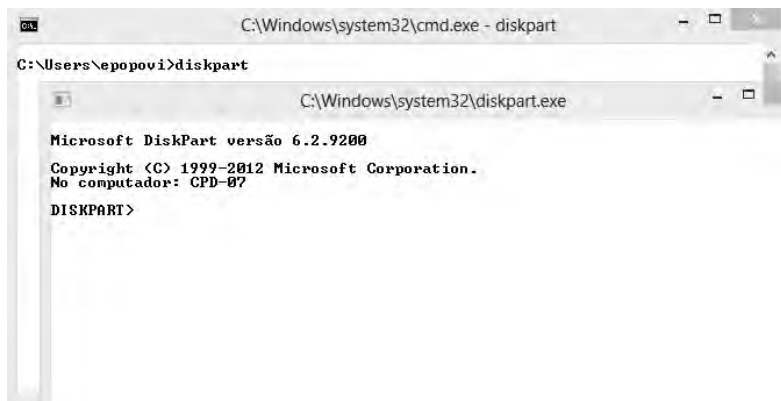 C:\Windows\system32\cmd.exe - diskpart
C:\Users\epopovi>diskpart
C:\Windows\system32\diskpart.exe
Microsoft DiskPart versão 6.2.9200
Copyright (C) 1999-2012 Microsoft Corporation.
No computador: CPD-07
DISKPART>